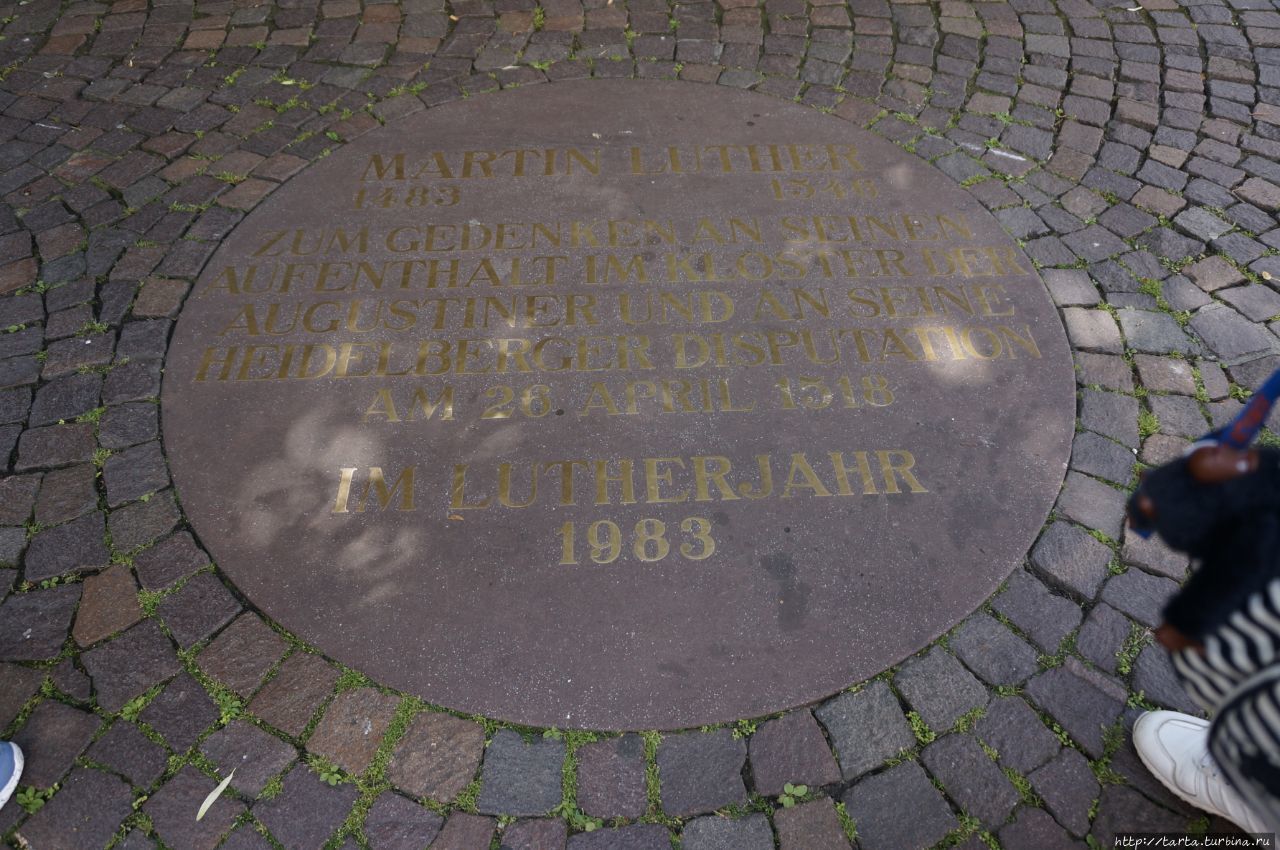 MARTIN LUTHER
1483 1546
ZUM GEDENKEN AN SEINEN
AUFENTHALT IM KLOSTER DER
AUGUSTINER UND AN SEINE
HEIDELBERGER DISPUTATION
AM 26 APRIL 1518
IM LUTHERJAHR
1983
http://tarta.turbina.ru